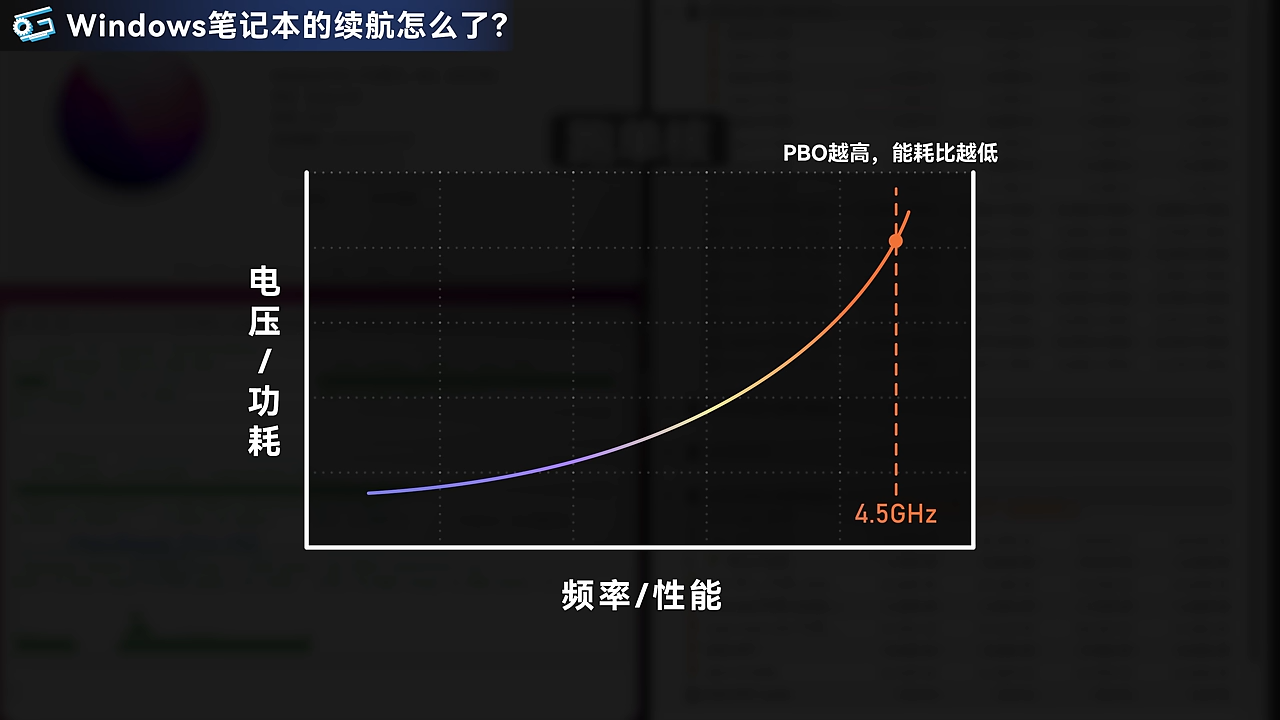 Windows笔记本的续航怎么了？
PBO越高，能耗比越低
电压/功耗
4.5GHz
频率/性能